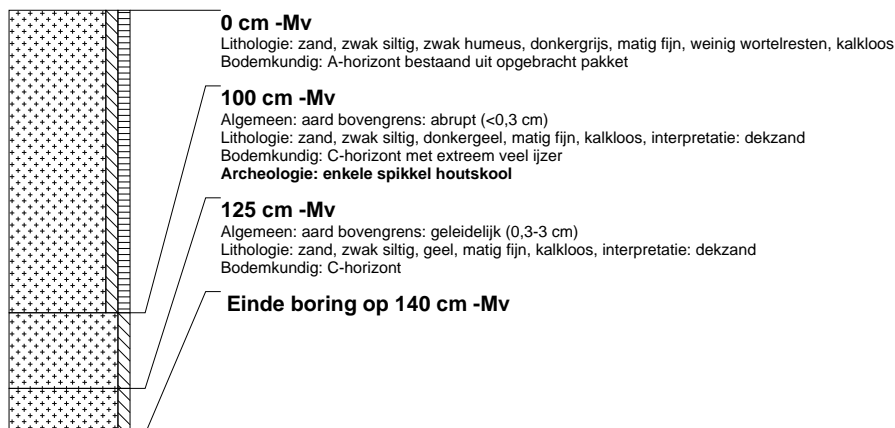 0 cm -Mv
Lithologie: zand, zwak siltig, zwak humeus, donkergrijs, matig fijn, weinig wortelresten, kalkloos
Bodemkundig: A-horizont bestaand uit opgebracht pakket
100 cm -Mv
Algemeen: aard bovengrens: abrupt (<0,3 cm)
Lithologie: zand, zwak siltig, donkergeel, matig fijn, kalkloos, interpretatie: dekzand
Bodemkundig: C-horizont met extreem veel ijzer
Archeologie: enkele spikkel houtskool
125 cm -Mv
Algemeen: aard bovengrens: geleidelijk (0,3-3 cm)
Lithologie: zand, zwak siltig, geel, matig fijn, kalkloos, interpretatie: dekzand
Bodemkundig: C-horizont
Einde boring op 140 cm -Mv